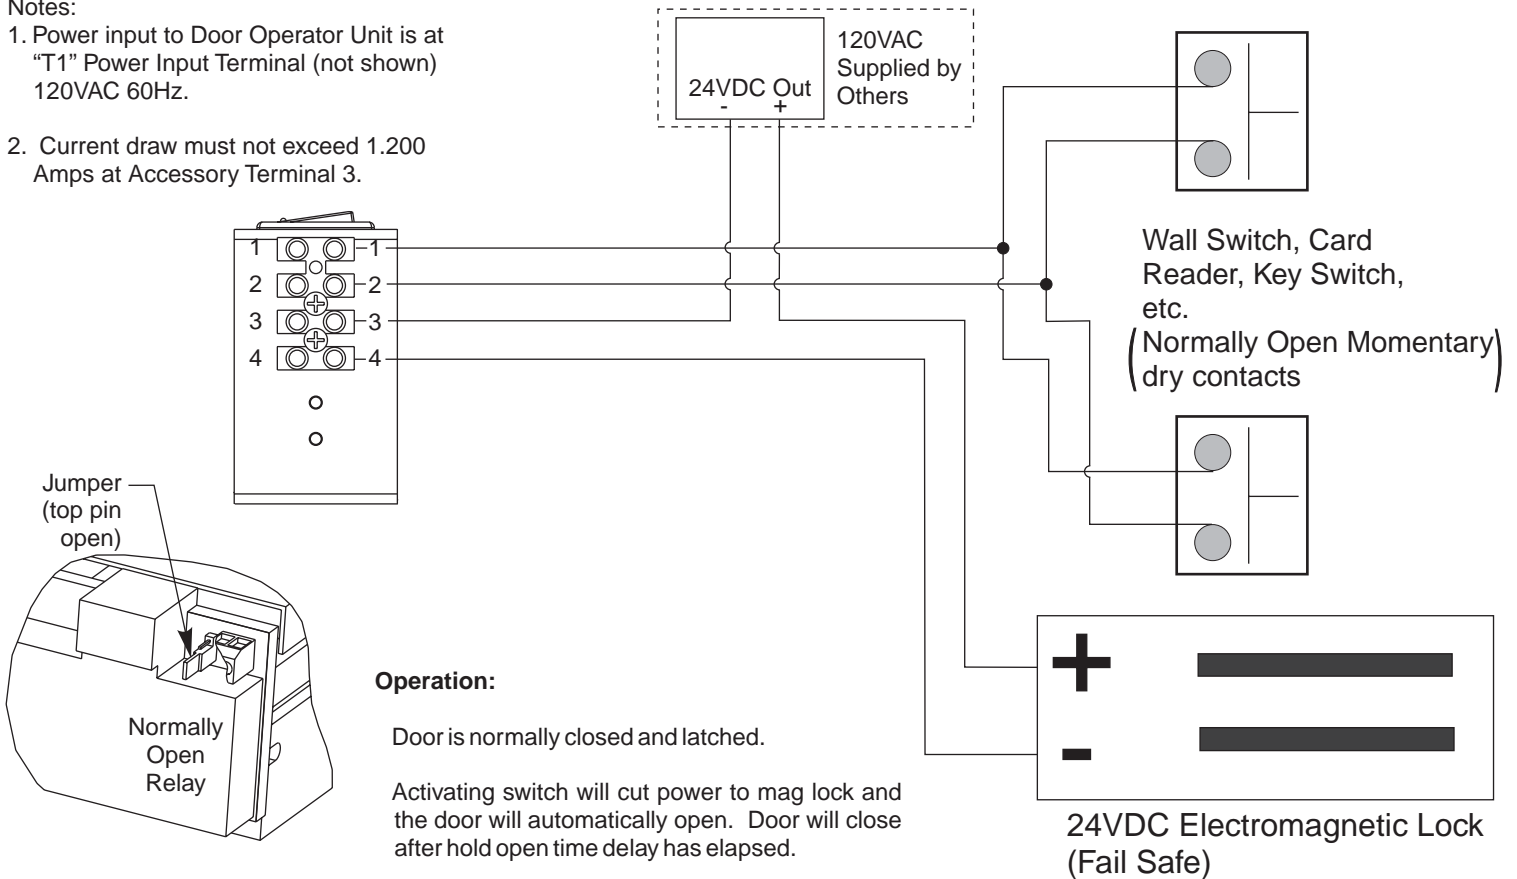 Notes:
1. Power input to Door Operator Unit is at
“T1” Power Input Terminal (not shown)
120VAC 60Hz.
2. Current draw must not exceed 1.200
Amps at Accessory Terminal 3.
24VDC Out
- +
120VAC
Supplied by
Others
1 1
2 2
3 3
4 4
Wall Switch, Card
Reader, Key Switch,
etc.
(Normally Open Momentary
dry contacts)
Jumper
(top pin
open)
Normally
Open
Relay
Operation:
Door is normally closed and latched.
Activating switch will cut power to mag lock and
the door will automatically open. Door will close
after hold open time delay has elapsed.
+
-
24VDC Electromagnetic Lock
(Fail Safe)